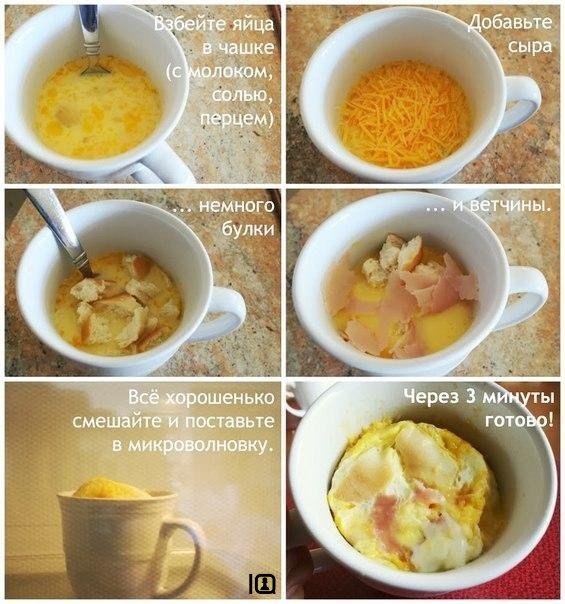 Взбейте яйца
в чашке
(с молоком,
солью,
перцем)
Добавьте
сыра
... немного
булки
... и ветчины.
Всё хорошенько
смешайте и поставьте
в микроволновку.
Через 3 минуты
готово!